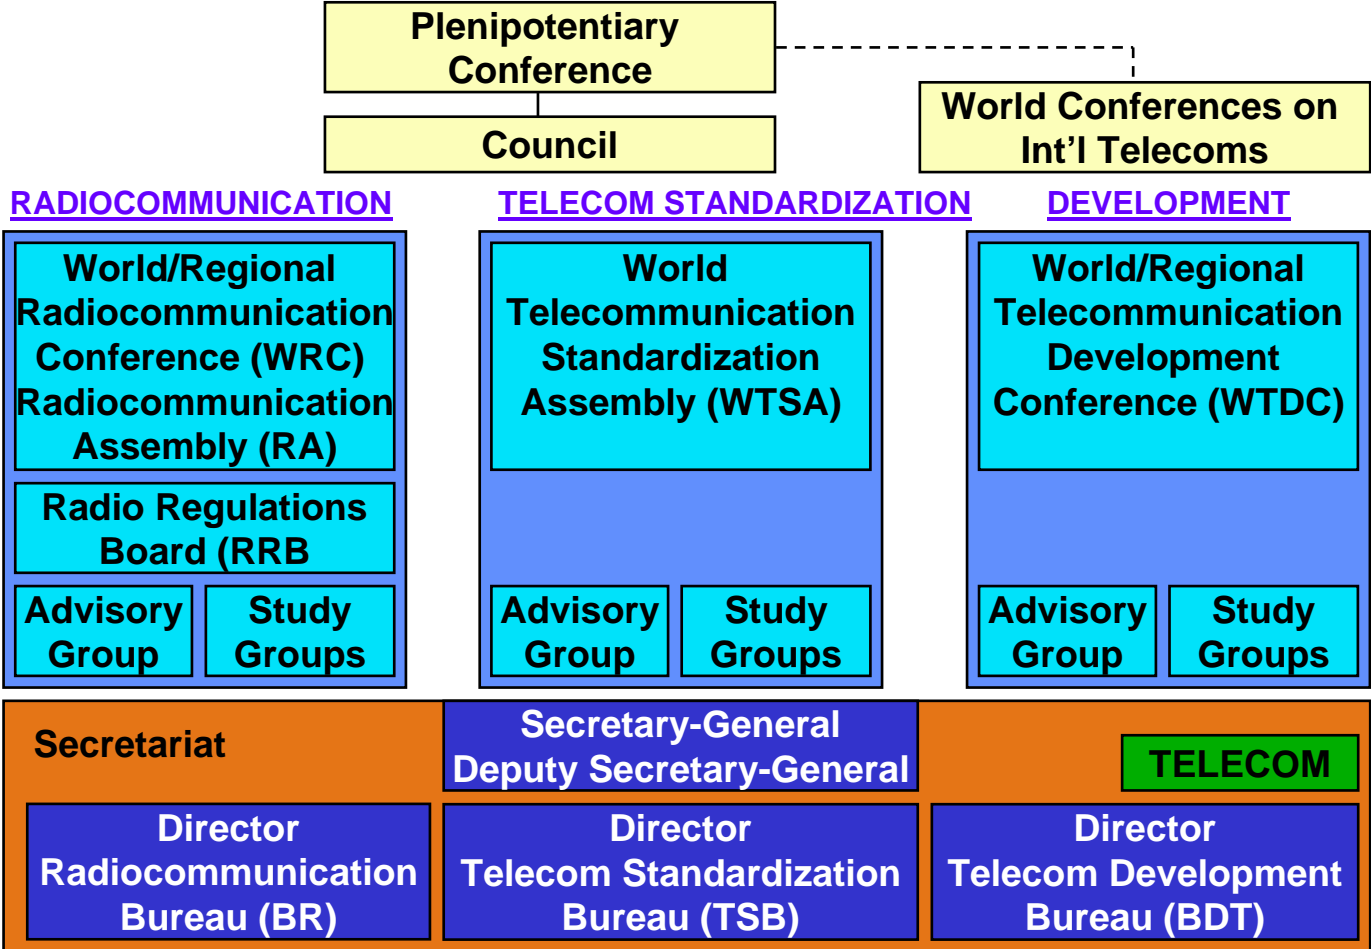 Plenipotentiary
Conference
World Conferences on
Int'l Telecoms
Council
RADIOCOMMUNICATION
TELECOM STANDARDIZATION
DEVELOPMENT
World/Regional
Radiocommunication
Conference (WRC)
Radiocommunication
Assembly (RA)
Radio Regulations
Board (RRB
Advisory
Group
Study
Groups
World
Telecommunication
Standardization
Assembly (WTSA)
Advisory
Group
Study
Groups
World/Regional
Telecommunication
Development
Conference (WTDC)
Advisory
Group
Study
Groups
Secretariat
Secretary-General
Deputy Secretary-General
TELECOM
Director
Radiocommunication
Bureau (BR)
Director
Telecom Standardization
Bureau (TSB)
Director
Telecom Development
Bureau (BDT)